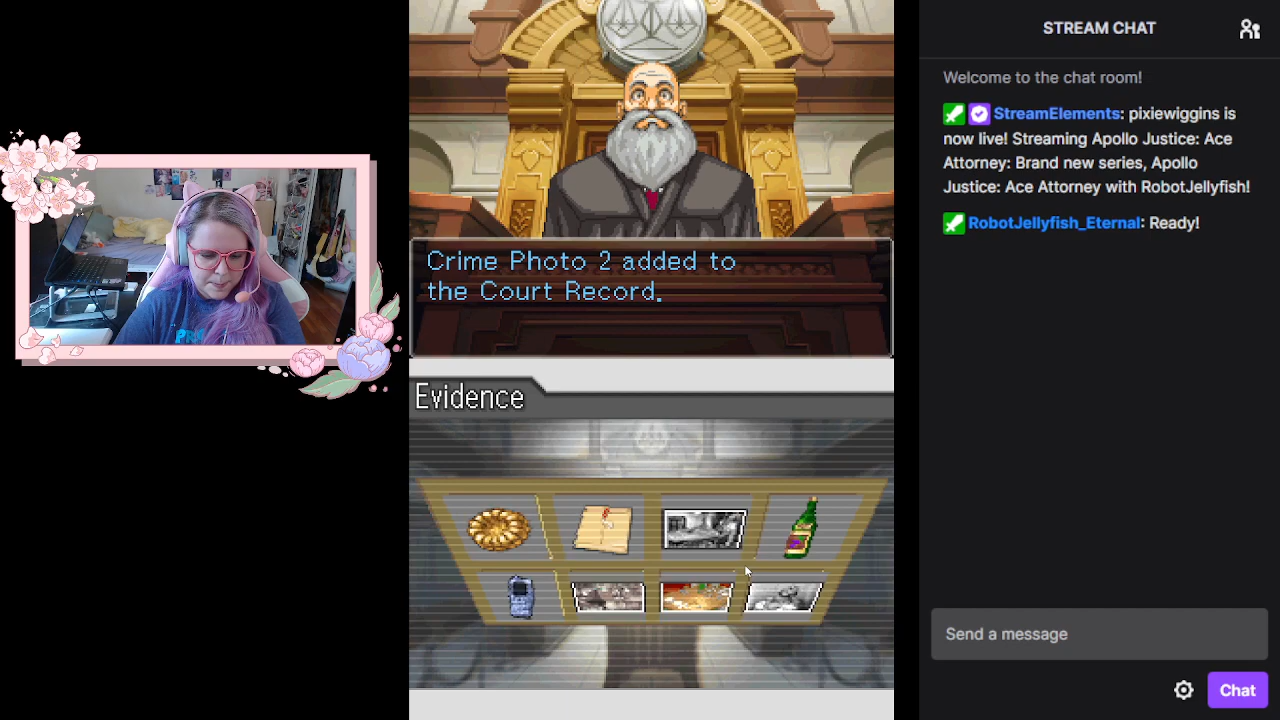 STREAM CHAT
Welcome to the chat room!
StreamElements: pixiewiggins is
now live! Streaming Apollo Justice: Ace
Attorney: Brand new series, Apollo
Justice: Ace Attorney with RobotJellyfish!
RobotJellyfish_Eternal: Ready!
Crime Photo 2 added to
the Court Record.
Evidence
Send a message
Chat